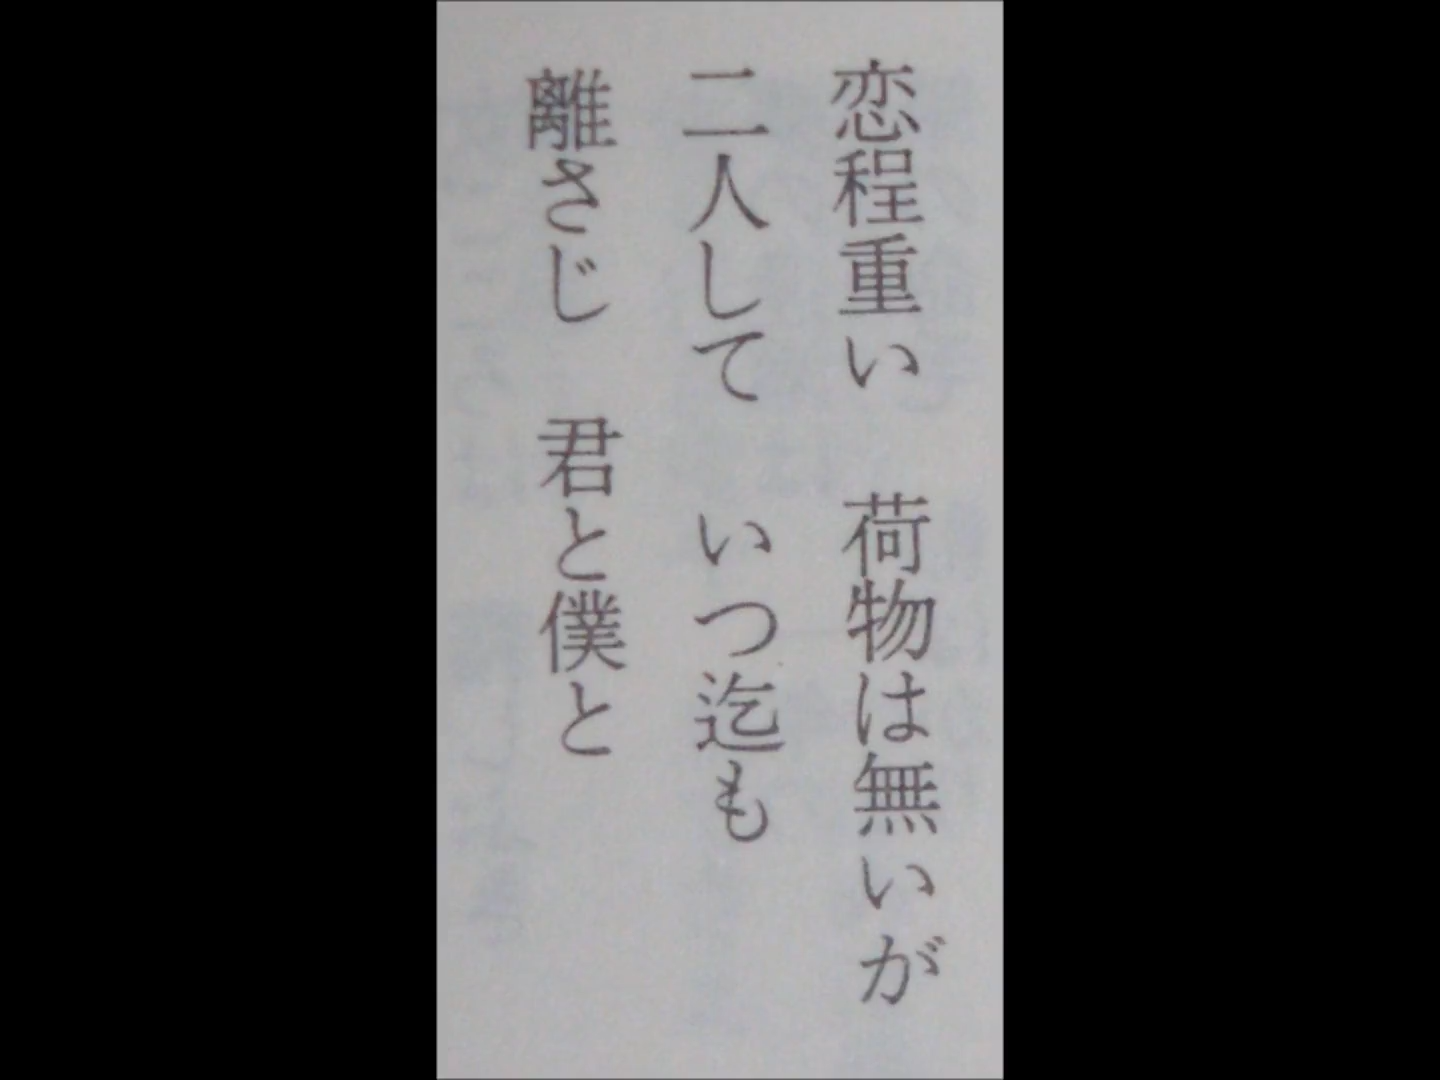 恋程重い　荷物は無いが
二人して　いつ迄も
離さじ　君と僕と